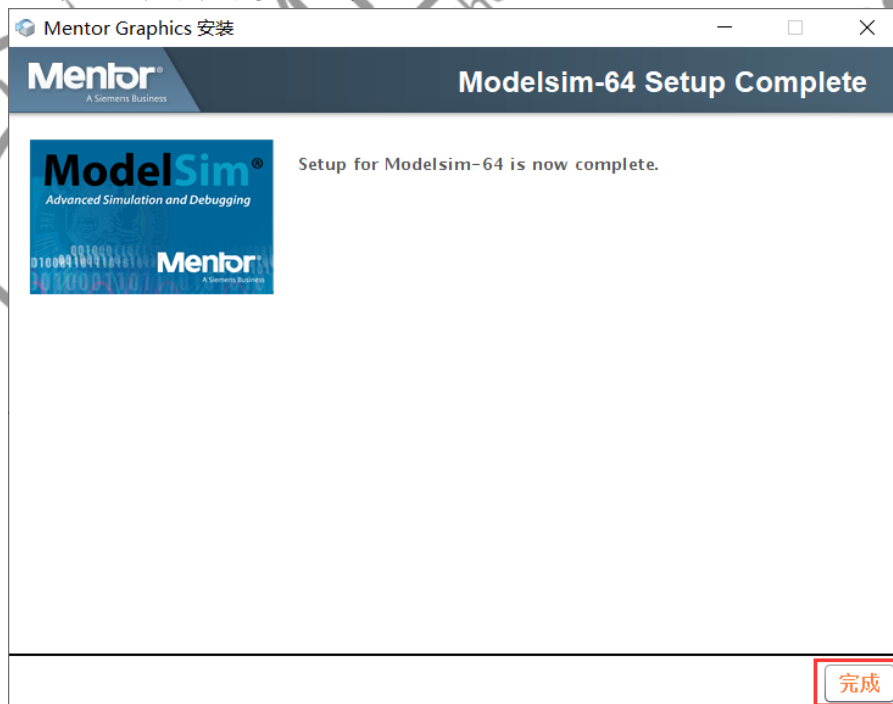 Mentor Graphics 安装
Mentor®
A Siemens Business
Modelsim-64 Setup Complete
ModelSim®
Advanced Simulation and Debugging
Setup for Modelsim-64 is now complete.
Mentor®
A Siemens Business
完成